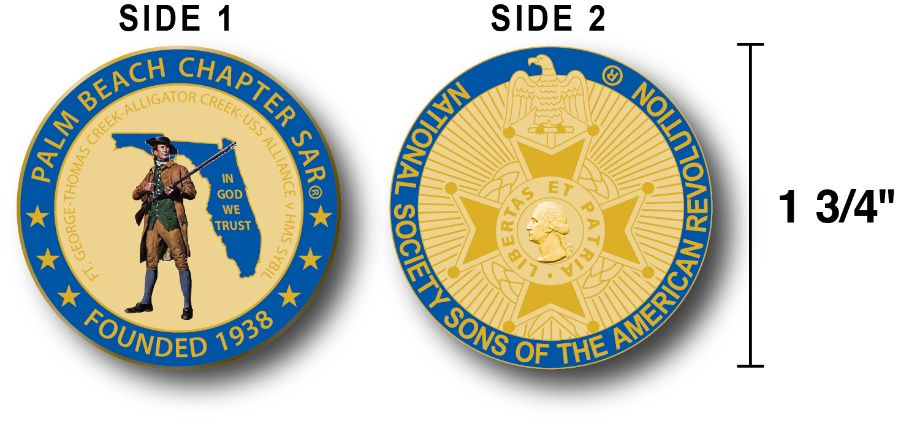 SIDE 1
SIDE 2
PALM BEACH CHAPTER SAR®
FT. GEORGE-THOMAS CREEK-ALLIGATOR CREEK-USS ALLIANCE v HMS SYBIL
IN
GOD
WE
TRUST
FOUNDED 1938
NATIONAL SOCIETY SONS OF THE AMERICAN REVOLUTION ®
LIBERTAS ET PATRIA
1 3/4"